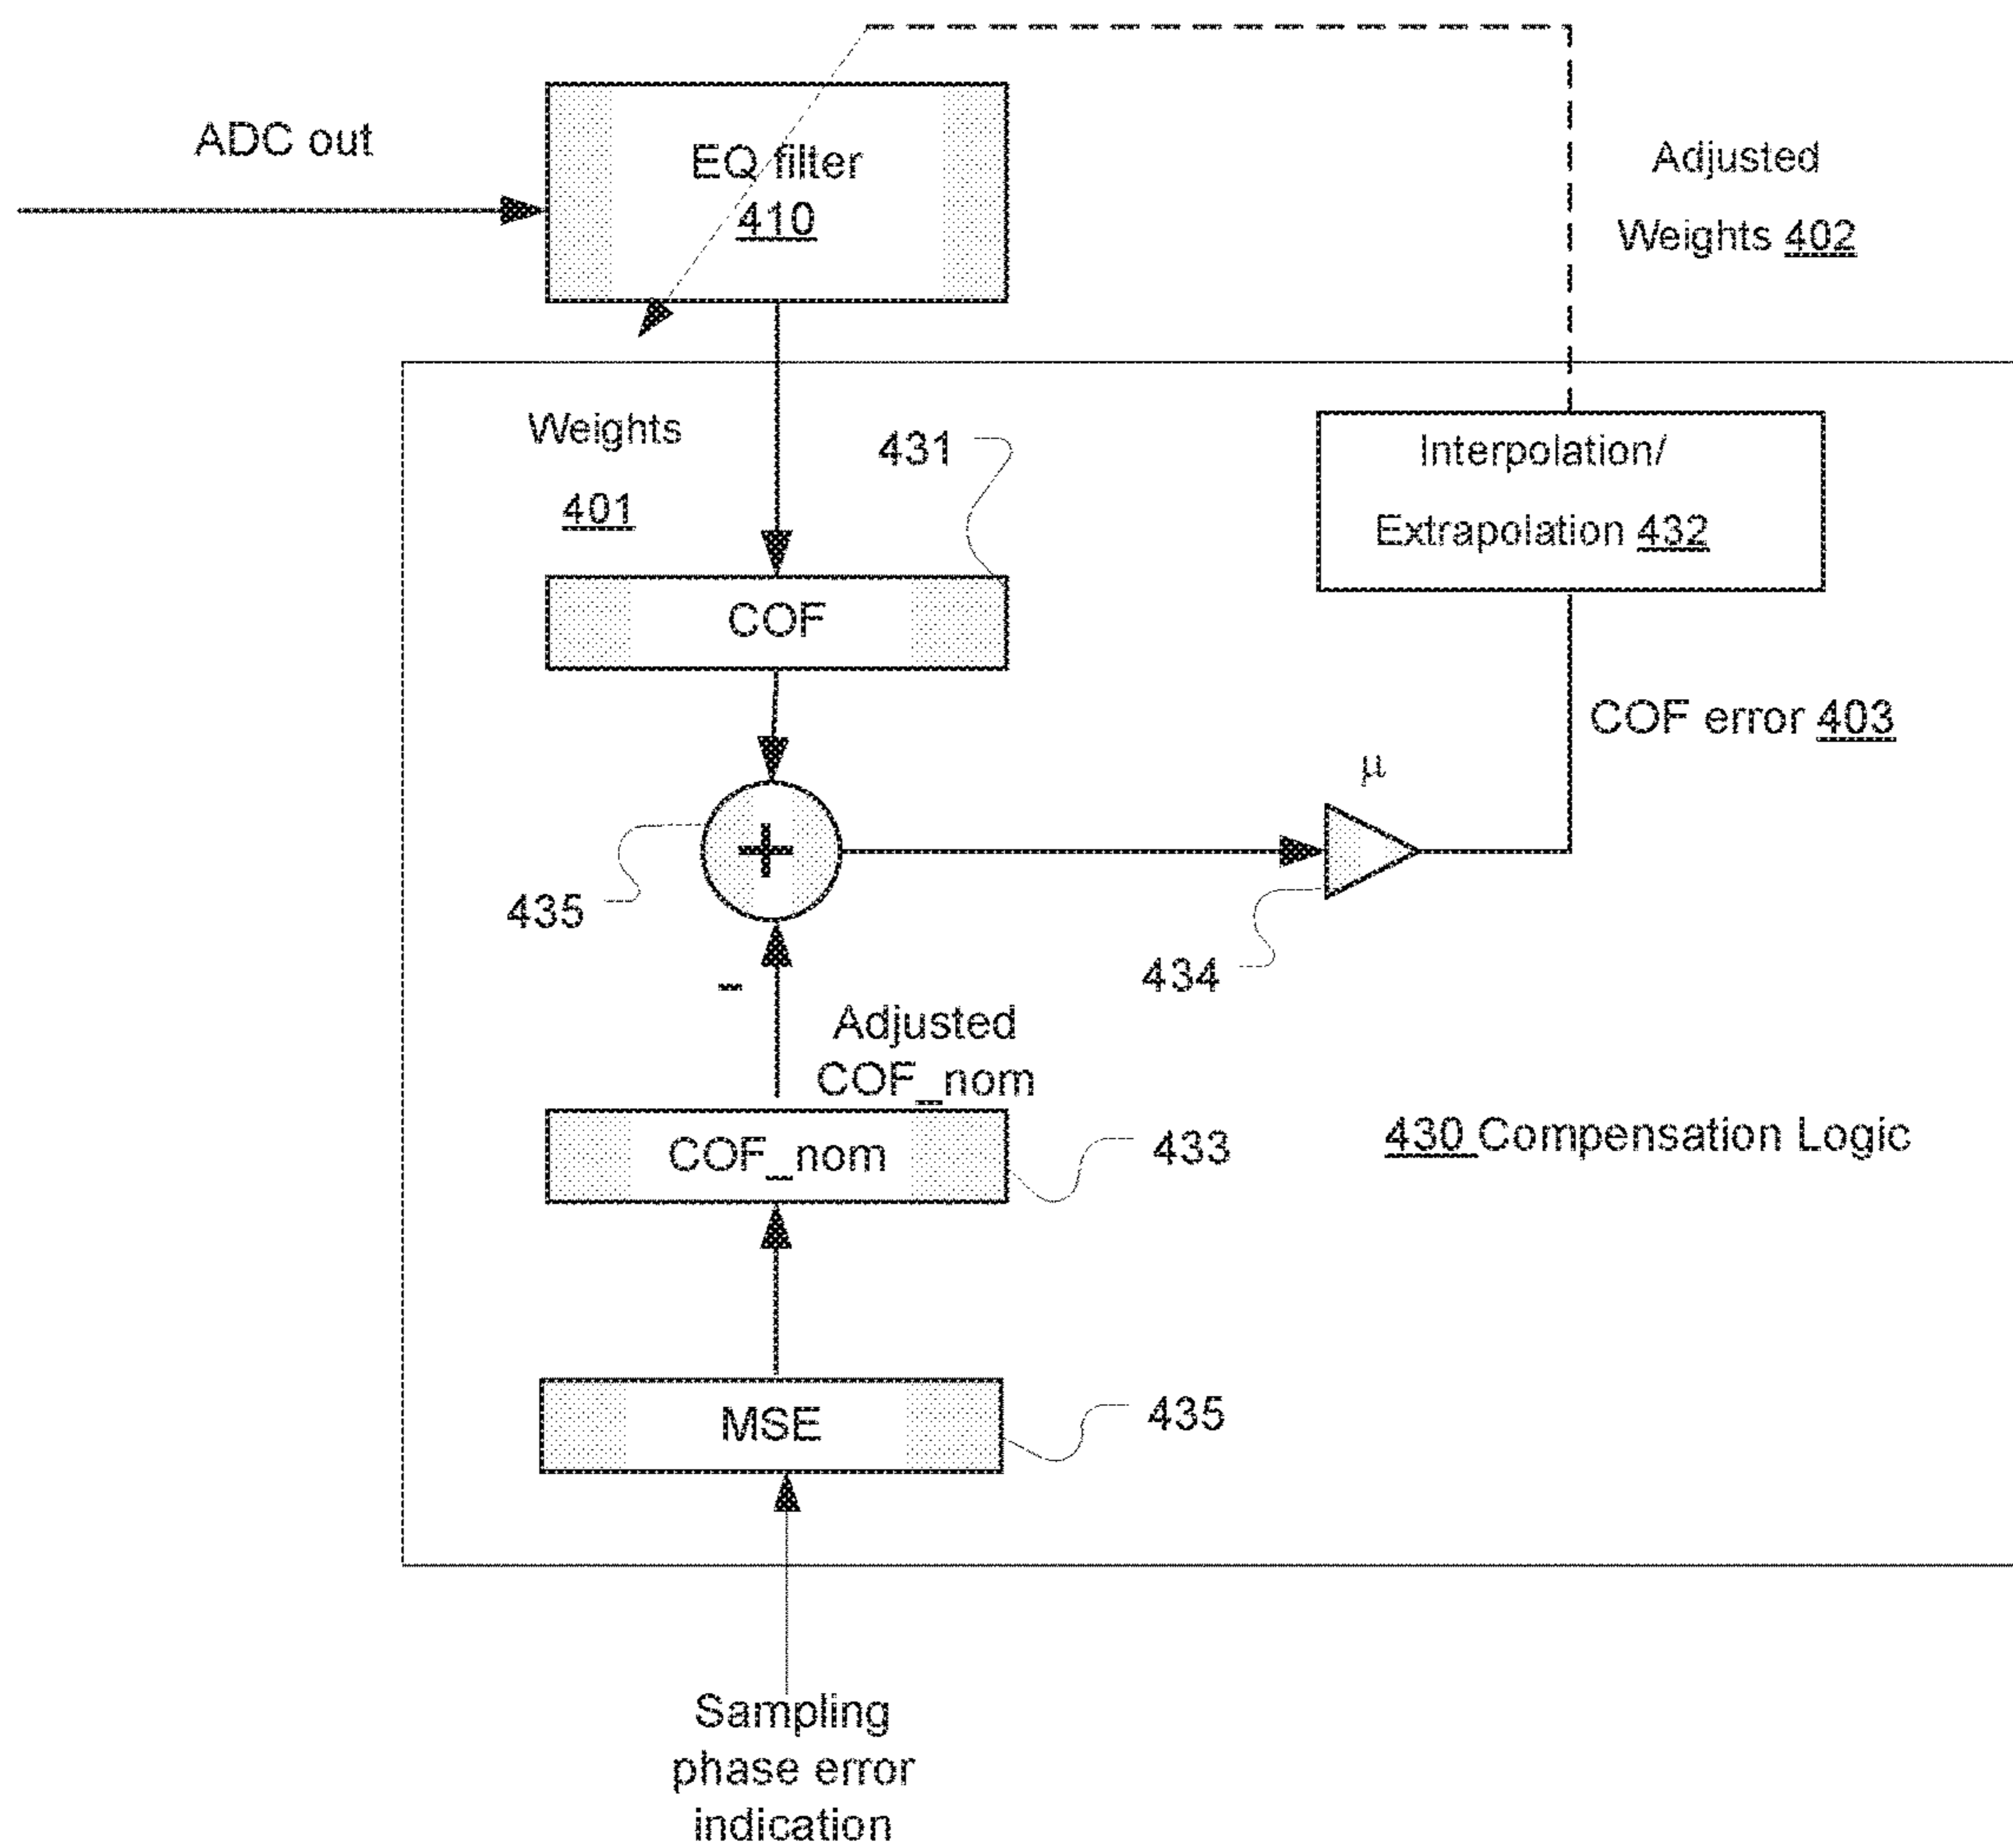 ADC out
EQ filter
410
Adjusted
Weights 402
Weights
401
431
Interpolation/
Extrapolation 432
COF
COF error 403
μ
+
435
434
–
Adjusted
COF_nom
COF_nom
433
430 Compensation Logic
MSE
435
Sampling
phase error
indication